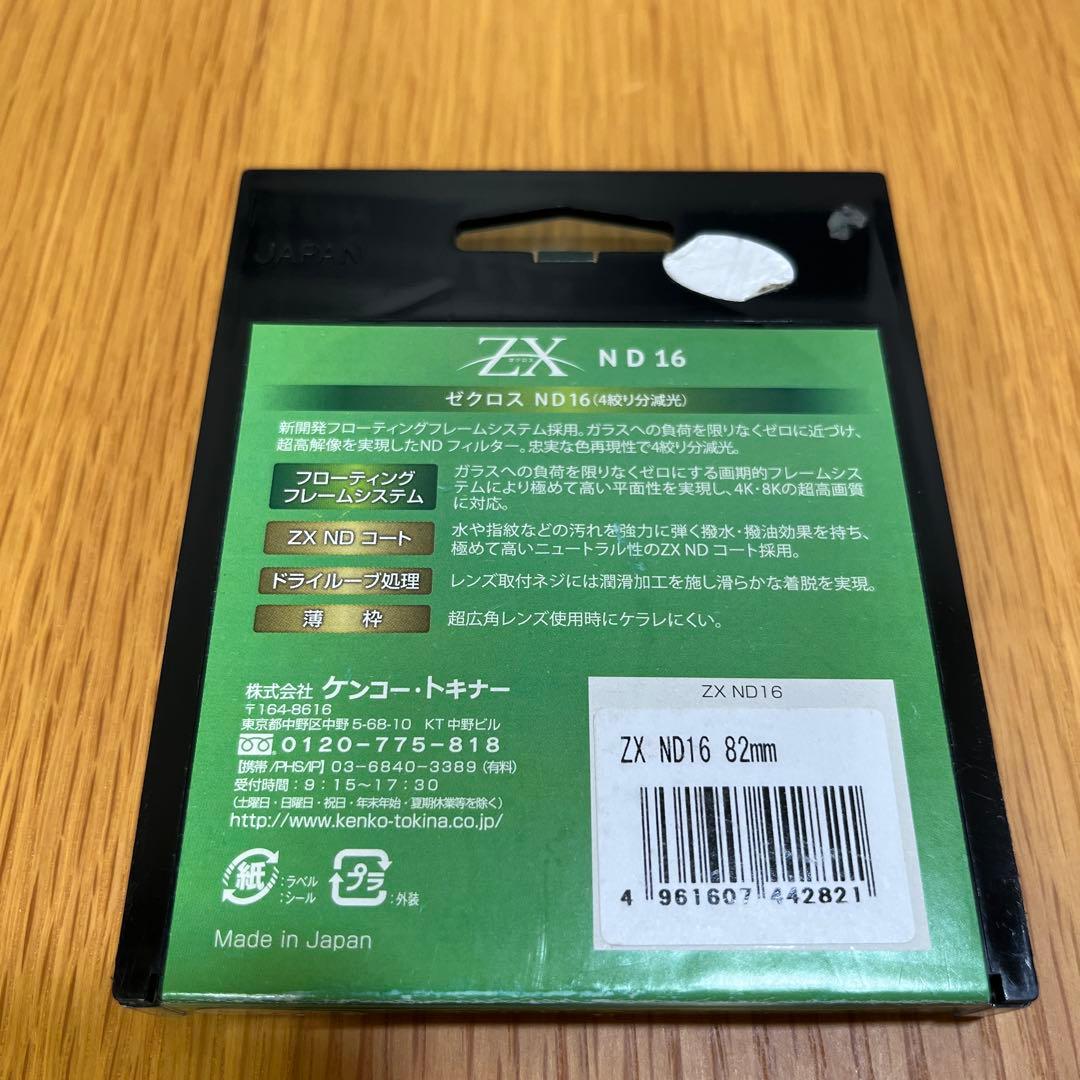 JAPAN
ZX ND16
ゼクロス
ゼクロス ND16(4絞り分減光)
新開発フローティングフレームシステム採用。ガラスへの負荷を限りなくゼロに近づけ、
超高解像を実現したND フィルター。忠実な色再現性で4絞り分減光。
フローティング
フレームシステム
ガラスへの負荷を限りなくゼロにする画期的フレームシス
テムにより極めて高い平面性を実現し、4K・8Kの超高画質
に対応。
ZX ND コート
水や指紋などの汚れを強力に弾く撥水・撥油効果を持ち、
極めて高いニュートラル性のZX ND コート採用。
ドライルーブ処理
レンズ取付ネジには潤滑加工を施し滑らかな着脱を実現。
薄 枠
超広角レンズ使用時にケラレにくい。
株式会社 ケンコー・トキナー
〒164-8616
東京都中野区中野 5-68-10 KT 中野ビル
0120-775-818
【携帯/PHS/IP】03-6840-3389(有料)
受付時間:9:15~17:30
(土曜日・日曜日・祝日・年末年始・夏期休業等を除く)
http://www.kenko-tokina.co.jp/
紙 :ラベル
:シール
プラ :外装
Made in Japan
ZX ND16
ZX ND16 82mm
4 961607 442821